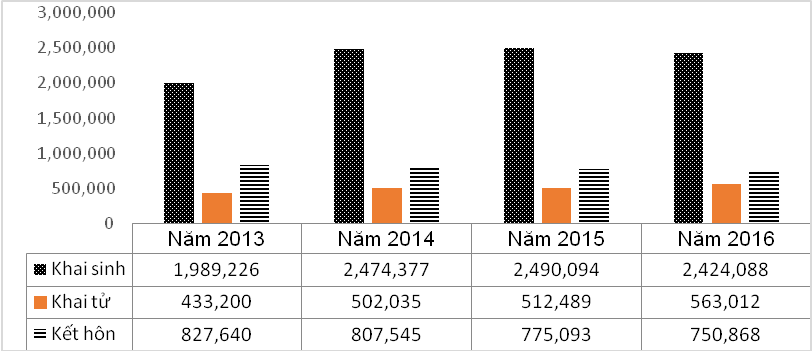 3,000,000
2,500,000
2,000,000
1,500,000
1,000,000
500,000
0
Năm 2013 Năm 2014 Năm 2015 Năm 2016
Khai sinh 1,989,226 2,474,377 2,490,094 2,424,088
Khai tử 433,200 502,035 512,489 563,012
Kết hôn 827,640 807,545 775,093 750,868